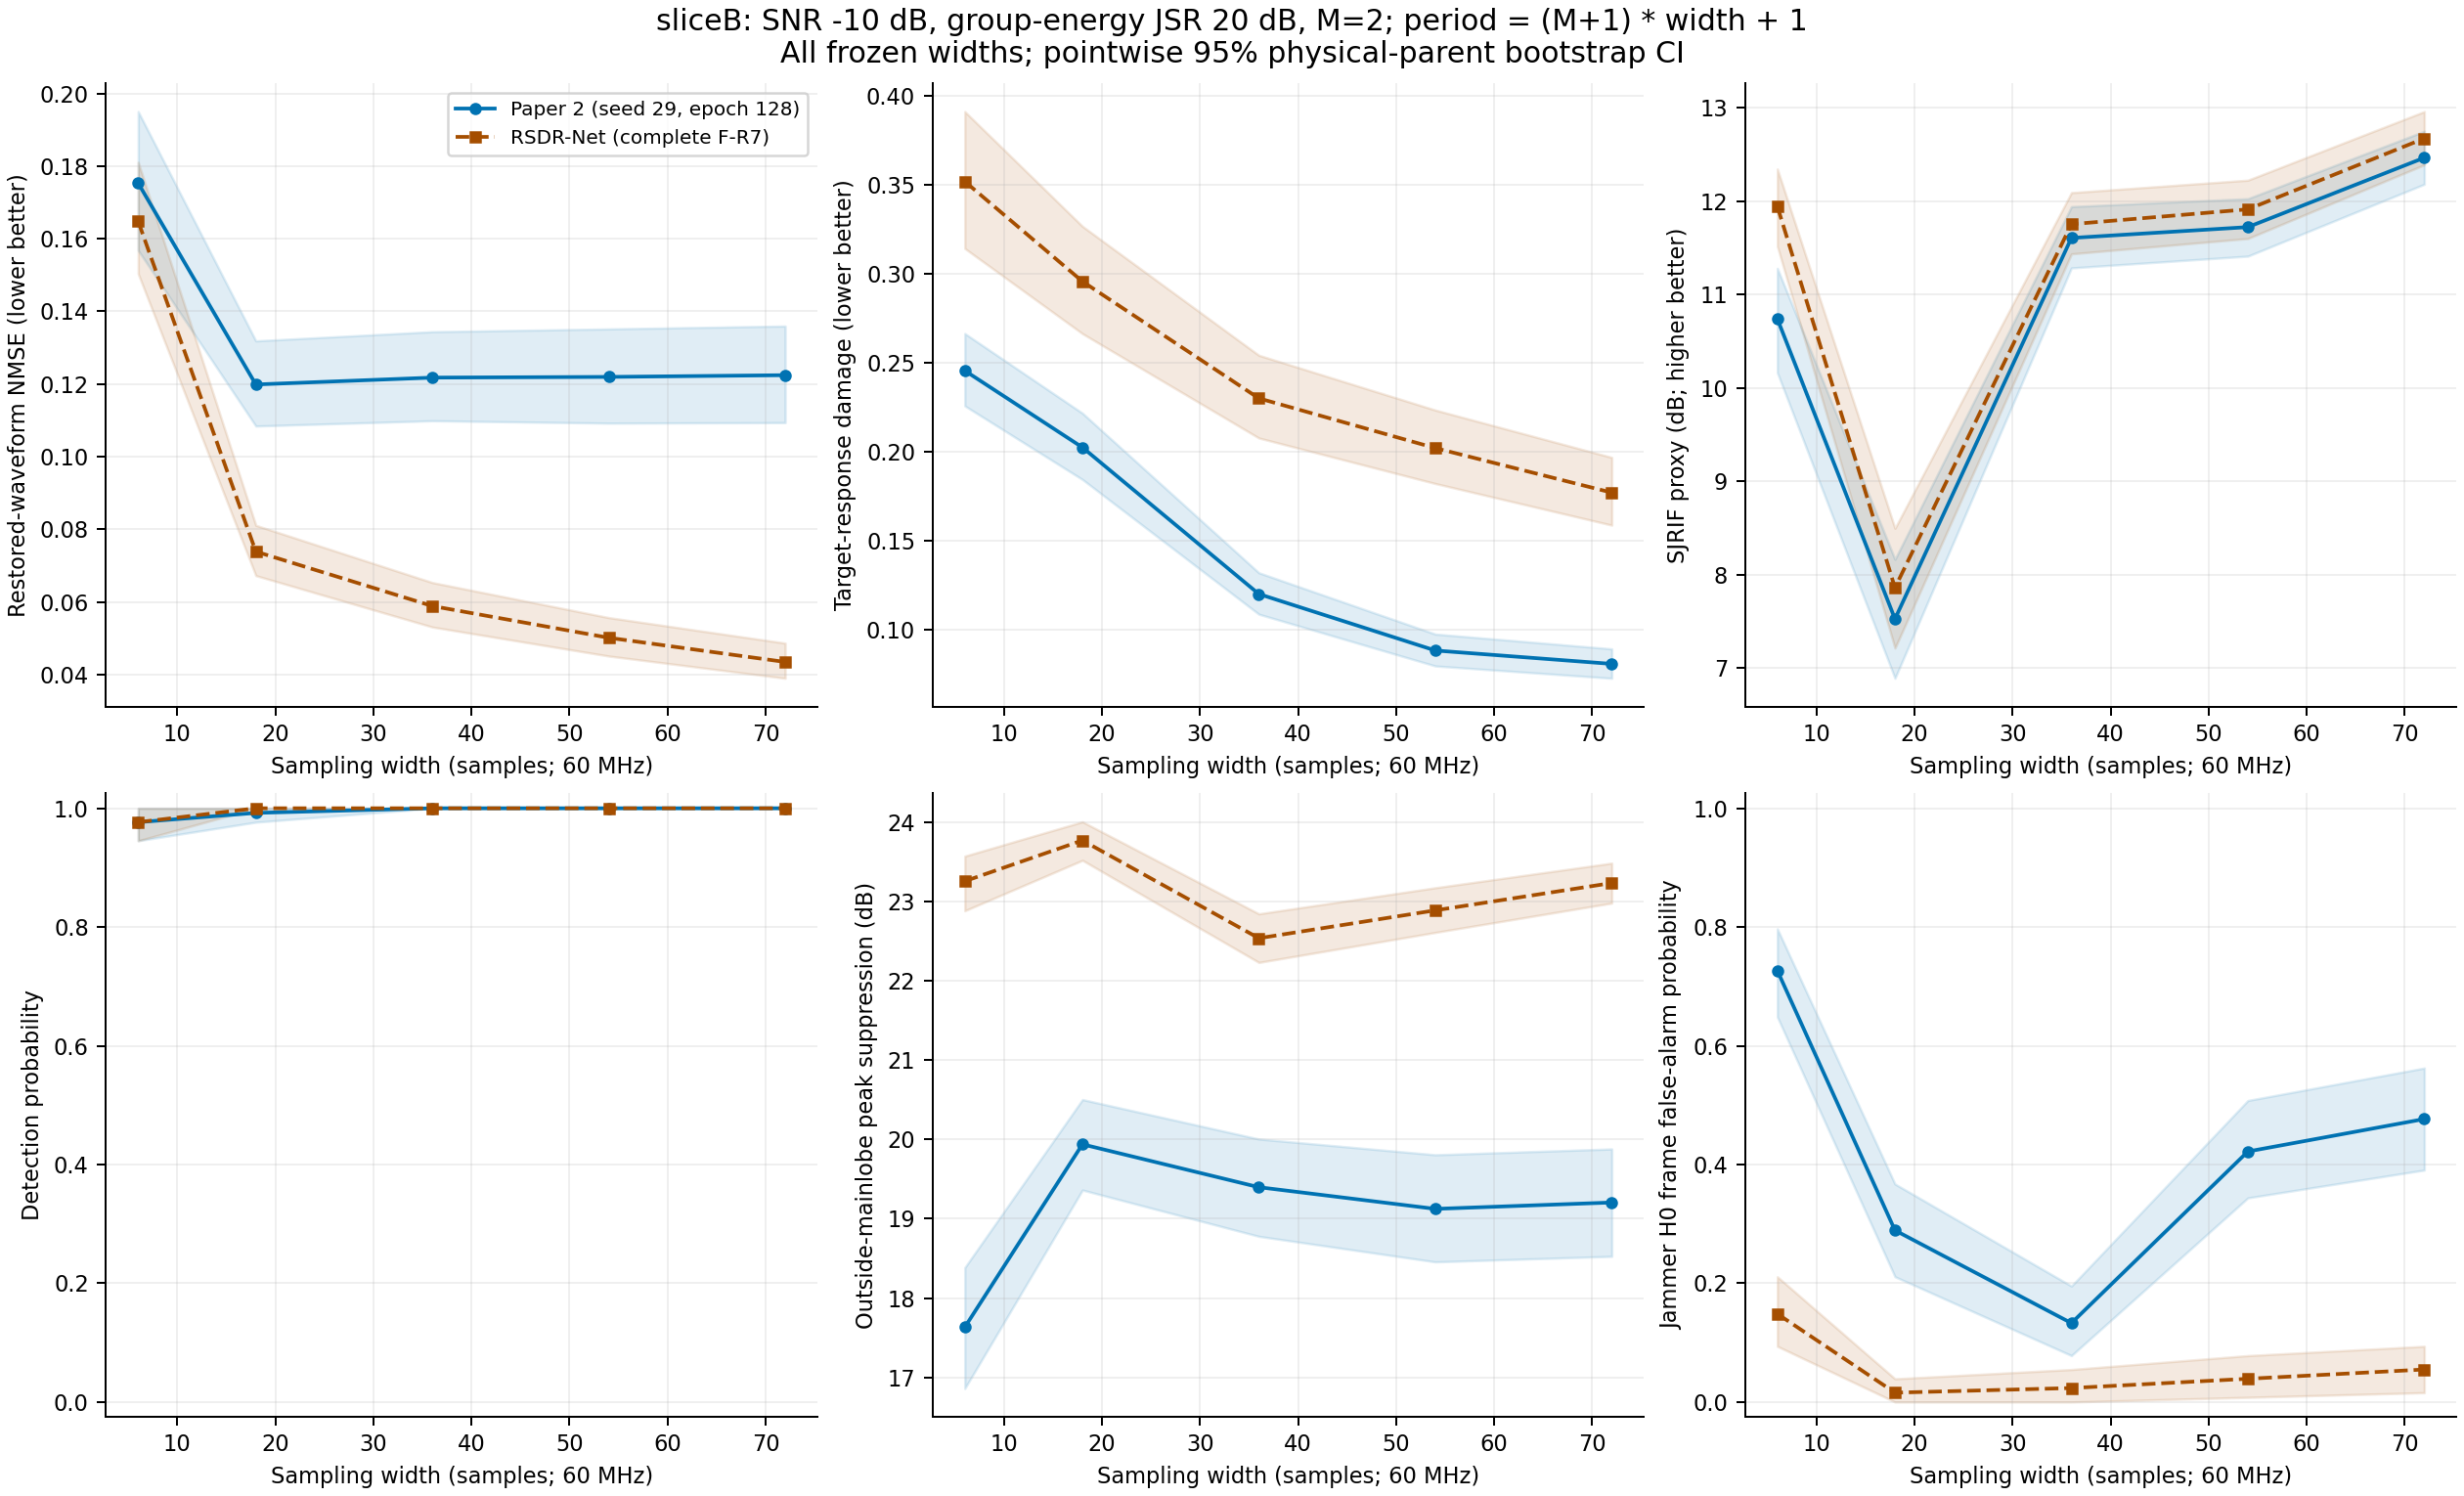 sliceB: SNR -10 dB, group-energy JSR 20 dB, M=2; period = (M+1) * width + 1
All frozen widths; pointwise 95% physical-parent bootstrap CI
Restored-waveform NMSE (lower better)
0.20
0.18
0.16
0.14
0.12
0.10
0.08
0.06
0.04
Paper 2 (seed 29, epoch 128)
RSDR-Net (complete F-R7)
10 20 30 40 50 60 70
Sampling width (samples; 60 MHz)
Target-response damage (lower better)
0.40
0.35
0.30
0.25
0.20
0.15
0.10
10 20 30 40 50 60 70
Sampling width (samples; 60 MHz)
SJRIF proxy (dB; higher better)
13
12
11
10
9
8
7
10 20 30 40 50 60 70
Sampling width (samples; 60 MHz)
Detection probability
1.0
0.8
0.6
0.4
0.2
0.0
10 20 30 40 50 60 70
Sampling width (samples; 60 MHz)
Outside-mainlobe peak suppression (dB)
24
23
22
21
20
19
18
17
10 20 30 40 50 60 70
Sampling width (samples; 60 MHz)
Jammer H0 frame false-alarm probability
1.0
0.8
0.6
0.4
0.2
0.0
10 20 30 40 50 60 70
Sampling width (samples; 60 MHz)